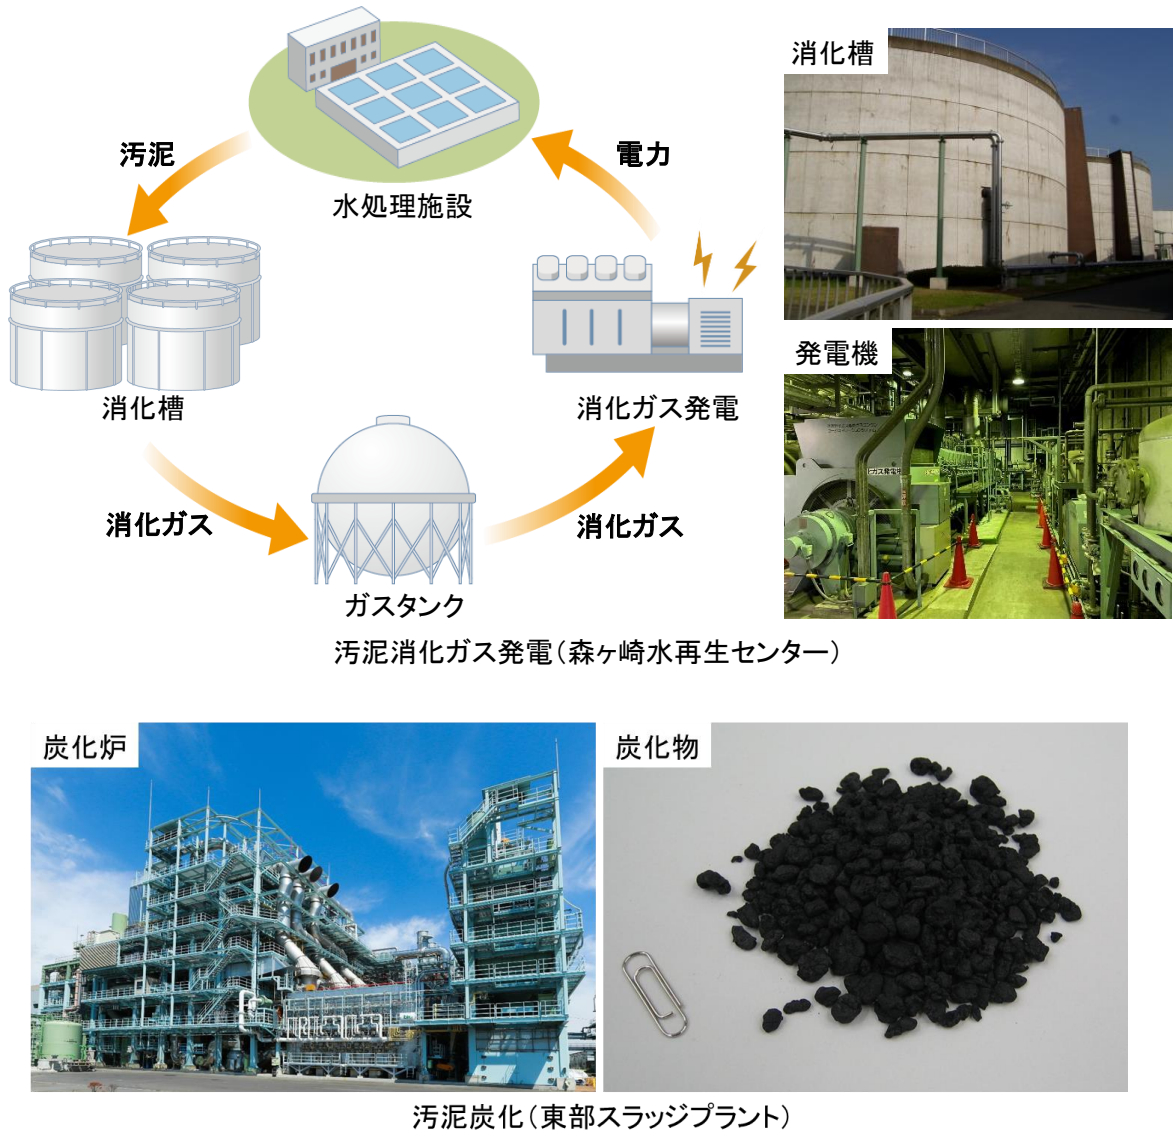 水処理施設
汚泥
電力
消化槽
消化ガス発電
消化ガス
消化ガス
ガスタンク
汚泥消化ガス発電（森ヶ崎水再生センター）
消化槽
発電機
炭化炉
炭化物
汚泥炭化（東部スラッジプラント）